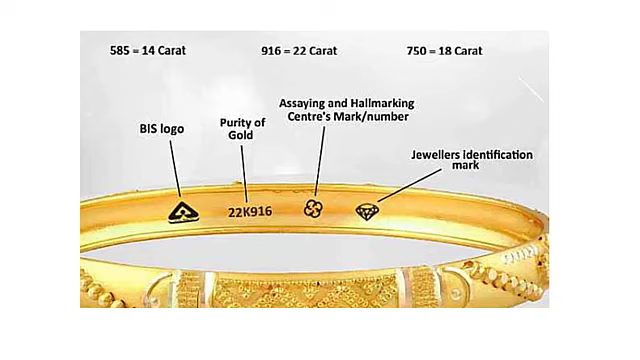 585 = 14 Carat 916 = 22 Carat 750 = 18 Carat
Assaying and Hallmarking
Centre's Mark/number
BIS logo
Purity of
Gold
Jewellers identification
mark
22K916